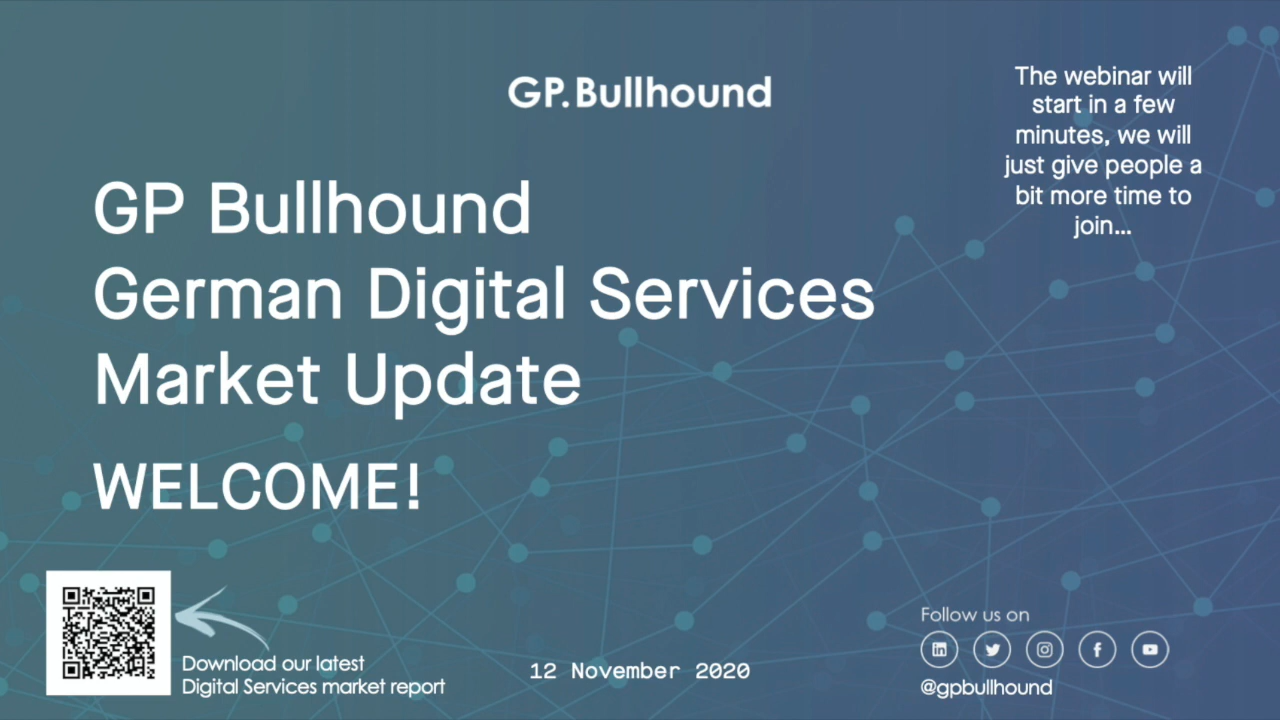 GP.Bullhound
The webinar will
start in a few
minutes, we will
just give people a
bit more time to
join...
GP Bullhound
German Digital Services
Market Update
WELCOME!
Download our latest
Digital Services market report
12 November 2020
Follow us on
@gpbullhound